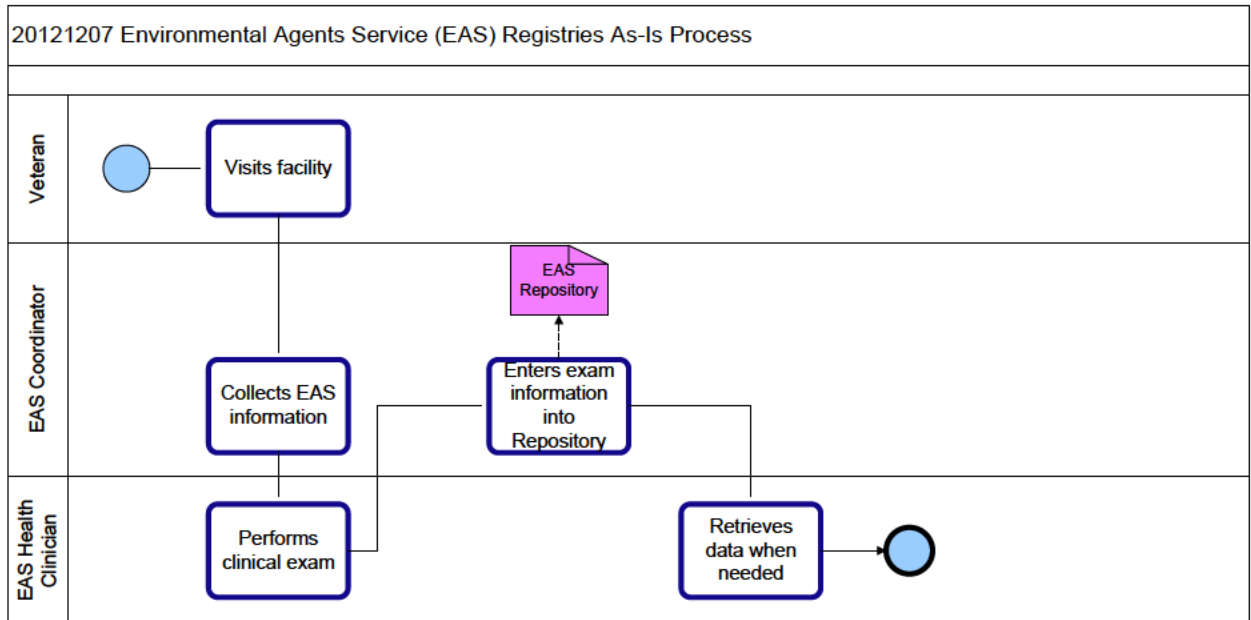 20121207 Environmental Agents Service (EAS) Registries As-Is Process
Veteran
Visits facility
EAS Coordinator
EAS
Repository
Collects EAS
information
Enters exam
information
into
Repository
EAS Health
Clinician
Performs
clinical exam
Retrieves
data when
needed